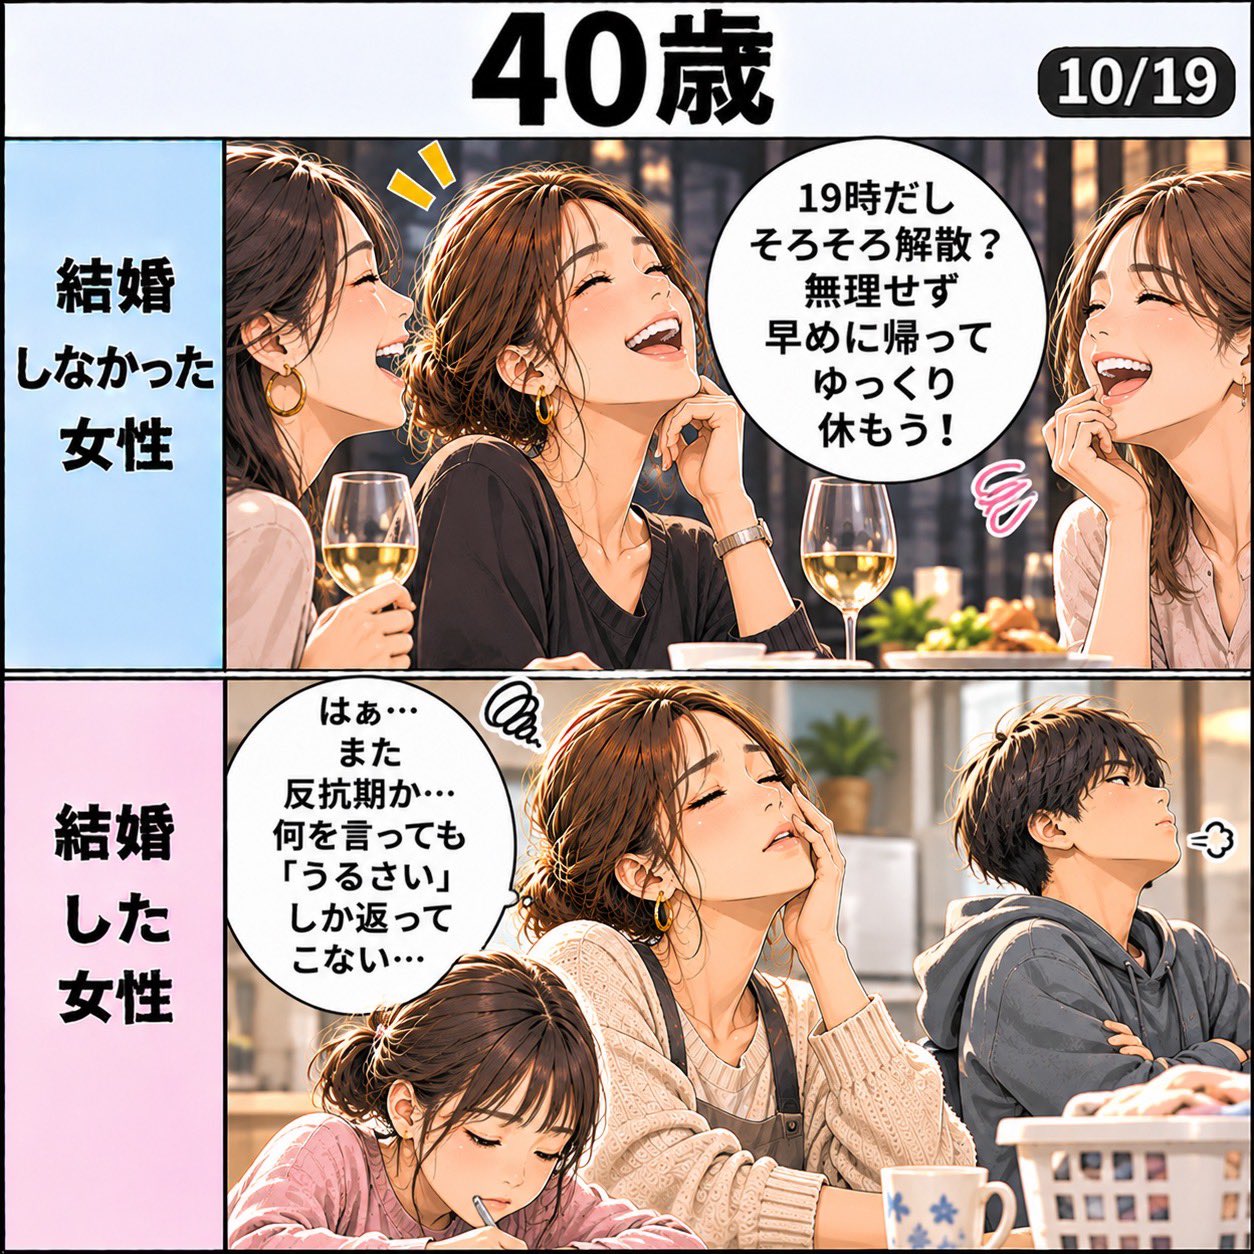 40歳
10/19
結婚
しなかった
女性
19時だし
そろそろ解散？
無理せず
早めに帰って
ゆっくり
休もう！
結婚
した
女性
はぁ…
また
反抗期か…
何を言っても
「うるさい」
しか返って
こない…